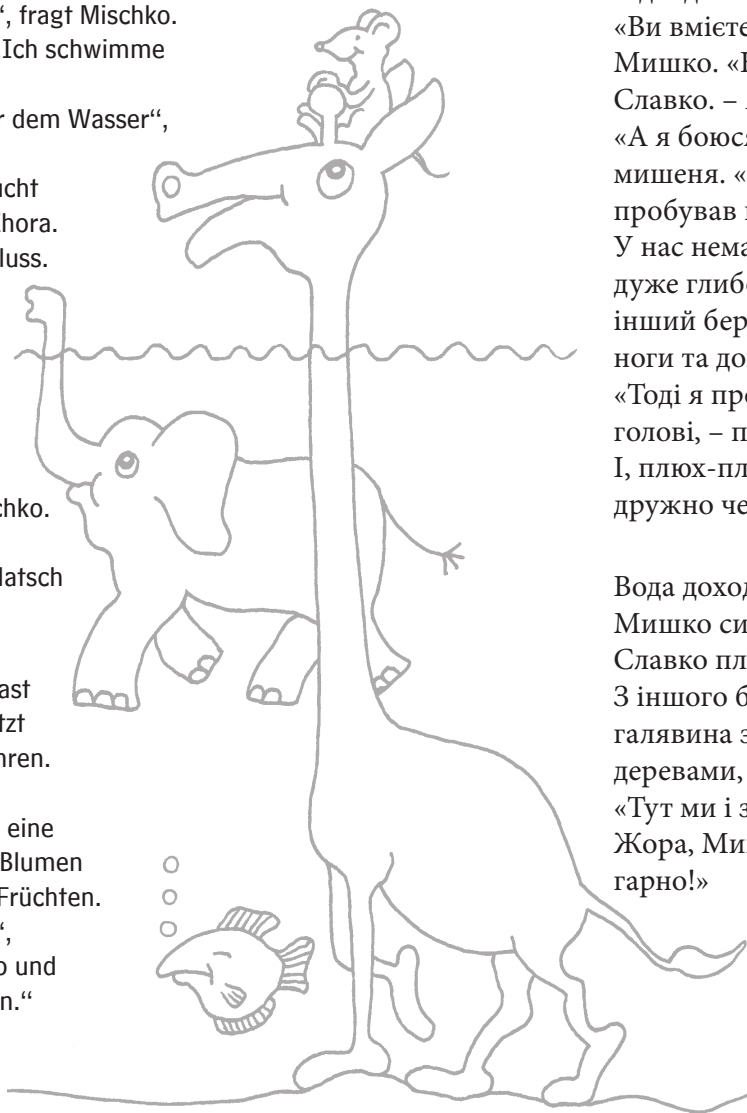 “, fragt Mischko.
Ich schwimme
dem Wasser“,
hora.
luss.
chko.
latsch
ast
tzt
hren.
eine
Blumen
Früchten.
“,
und
n.“
«Ви вмієте
Мишко.
Славко. –
«А я боюся
мишеня. «
пробував
У нас нема
дуже глибо
інший бер
ноги та до
«Тоді я про
голові, – п
І, плюх-пл
дружно че
Вода доход
Мишко си
Славко пл
З іншого б
галявина з
деревами,
«Тут ми і з
Жора, Ми
гарно!»